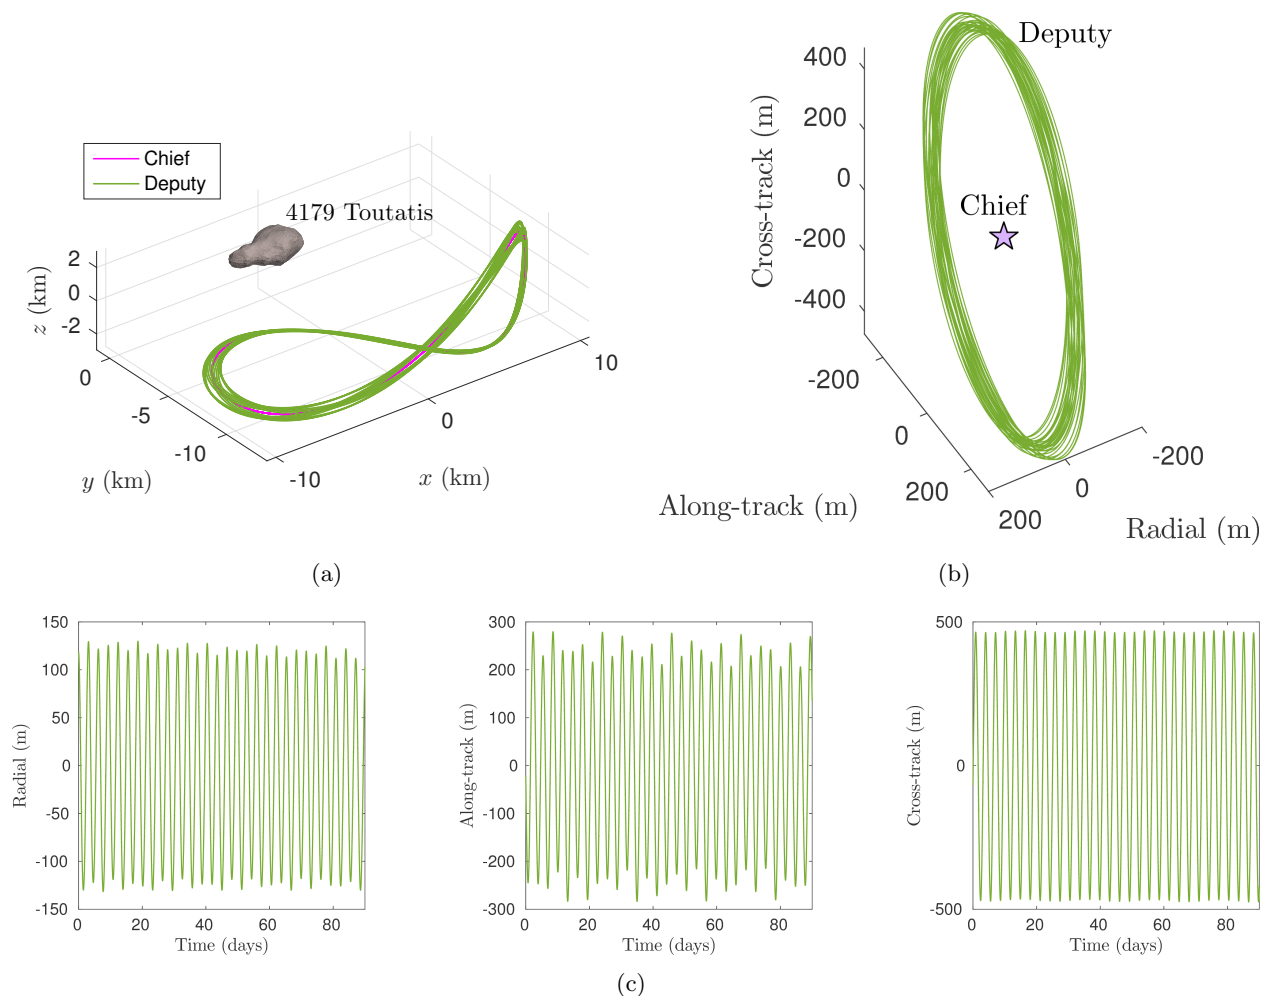 Chief
Deputy
4179 Toutatis
2
0
-2
z (km)
0
-5
-10
y (km)
-10
0
10
x (km)
(a)
Deputy
Chief
400
200
0
-200
-400
Cross-track (m)
-200
0
200
Along-track (m)
200
0
-200
Radial (m)
(b)
150
100
50
0
-50
-100
-150
Radial (m)
0 20 40 60 80
Time (days)
300
200
100
0
-100
-200
-300
Along-track (m)
0 20 40 60 80
Time (days)
500
0
-500
Cross-track (m)
0 20 40 60 80
Time (days)
(c)